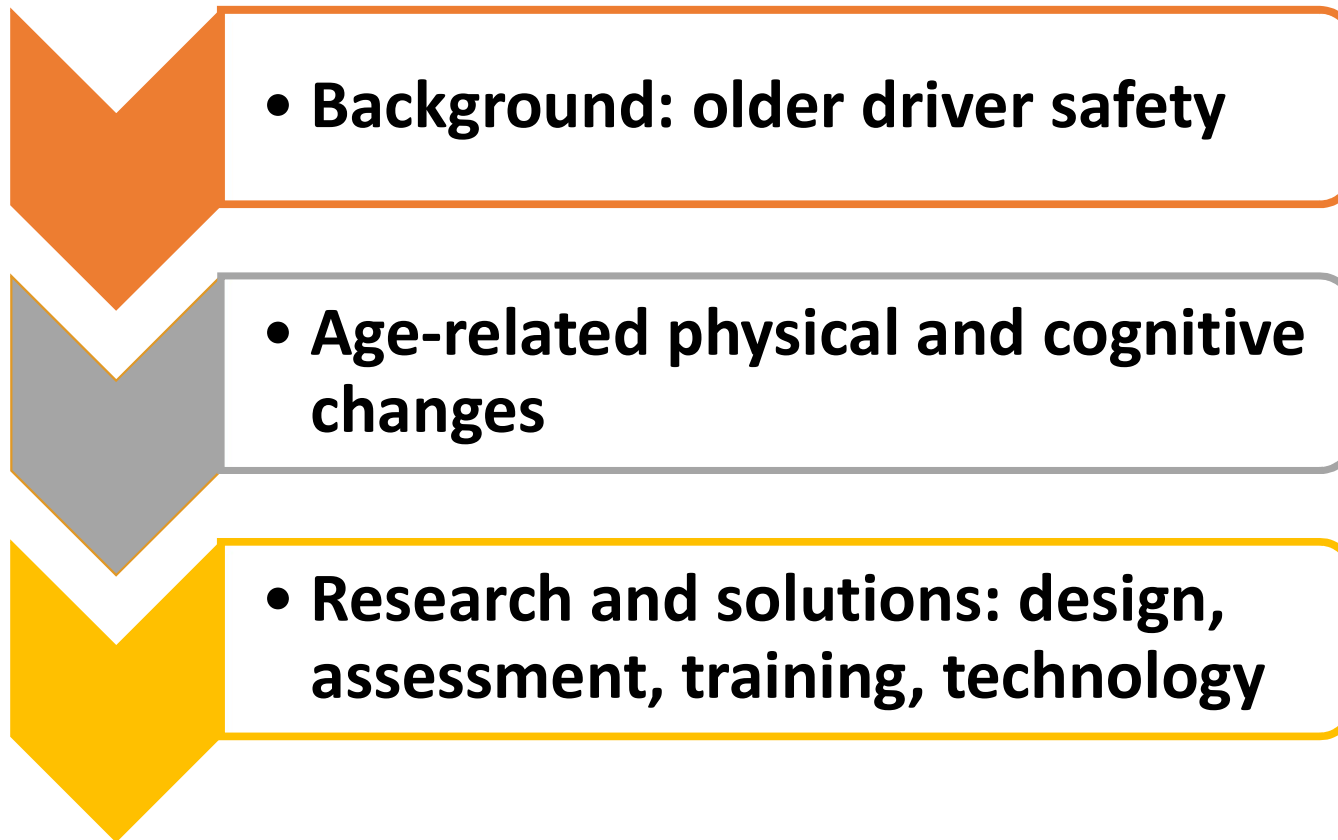 • Background: older driver safety
• Age-related physical and cognitive
changes
• Research and solutions: design,
assessment, training, technology